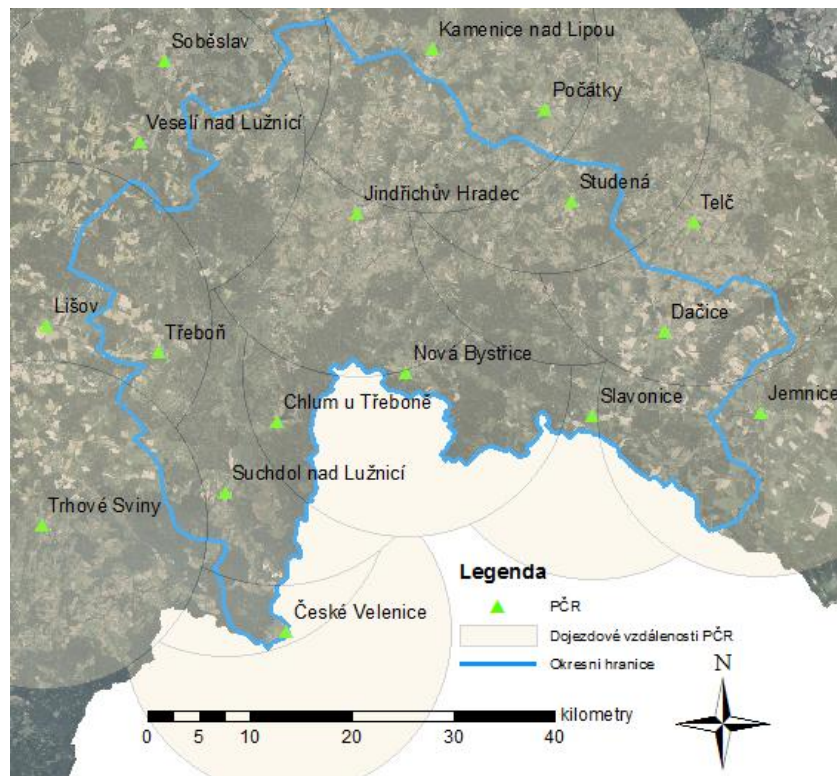 Kamenice nad Lipou
Soběslav
Počátky
Veselí nad Lužnicí
Jindřichův Hradec
Studená
Telč
Lišov
Třeboň
Dačice
Nová Bystřice
Chlum u Třeboně
Slavonice
Jemnice
Suchdol nad Lužnicí
Trhové Sviny
České Velenice
Legenda
PČR
Dojezdové vzdálenosti PČR
Okresní hranice
N
kilometry
0 5 10 20 30 40